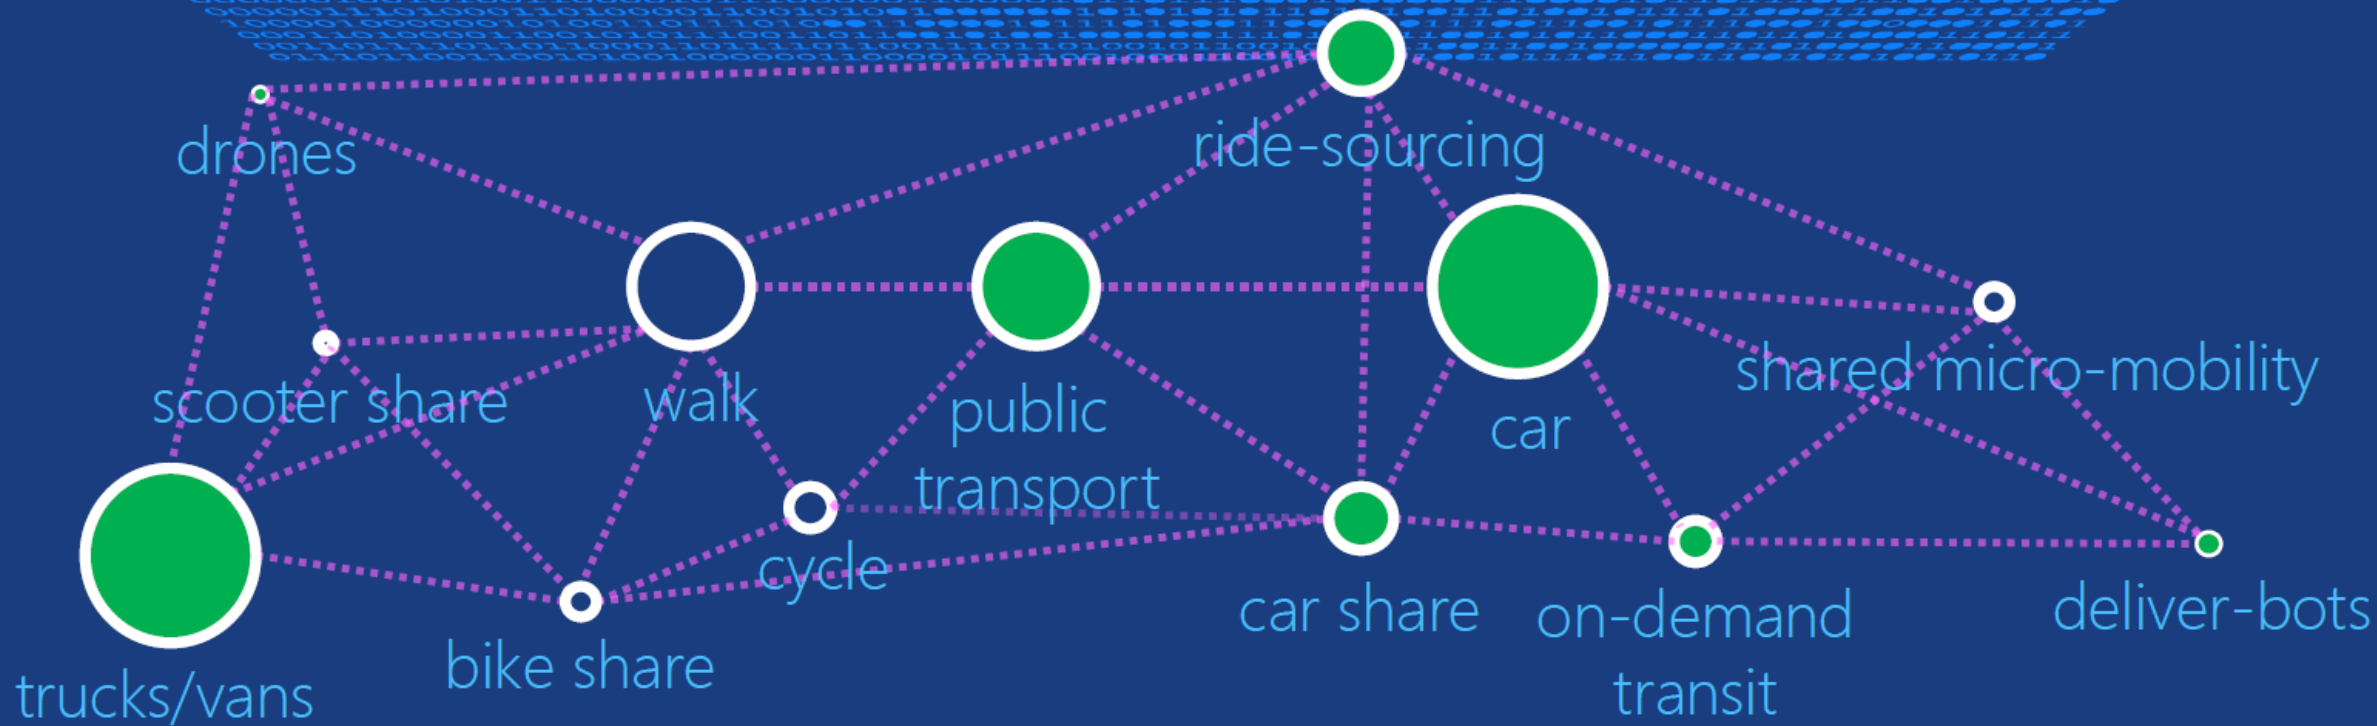 drones
ride-sourcing
scooter share
walk
public
transport
car
shared micro-mobility
cycle
trucks/vans
bike share
car share
on-demand
transit
deliver-bots